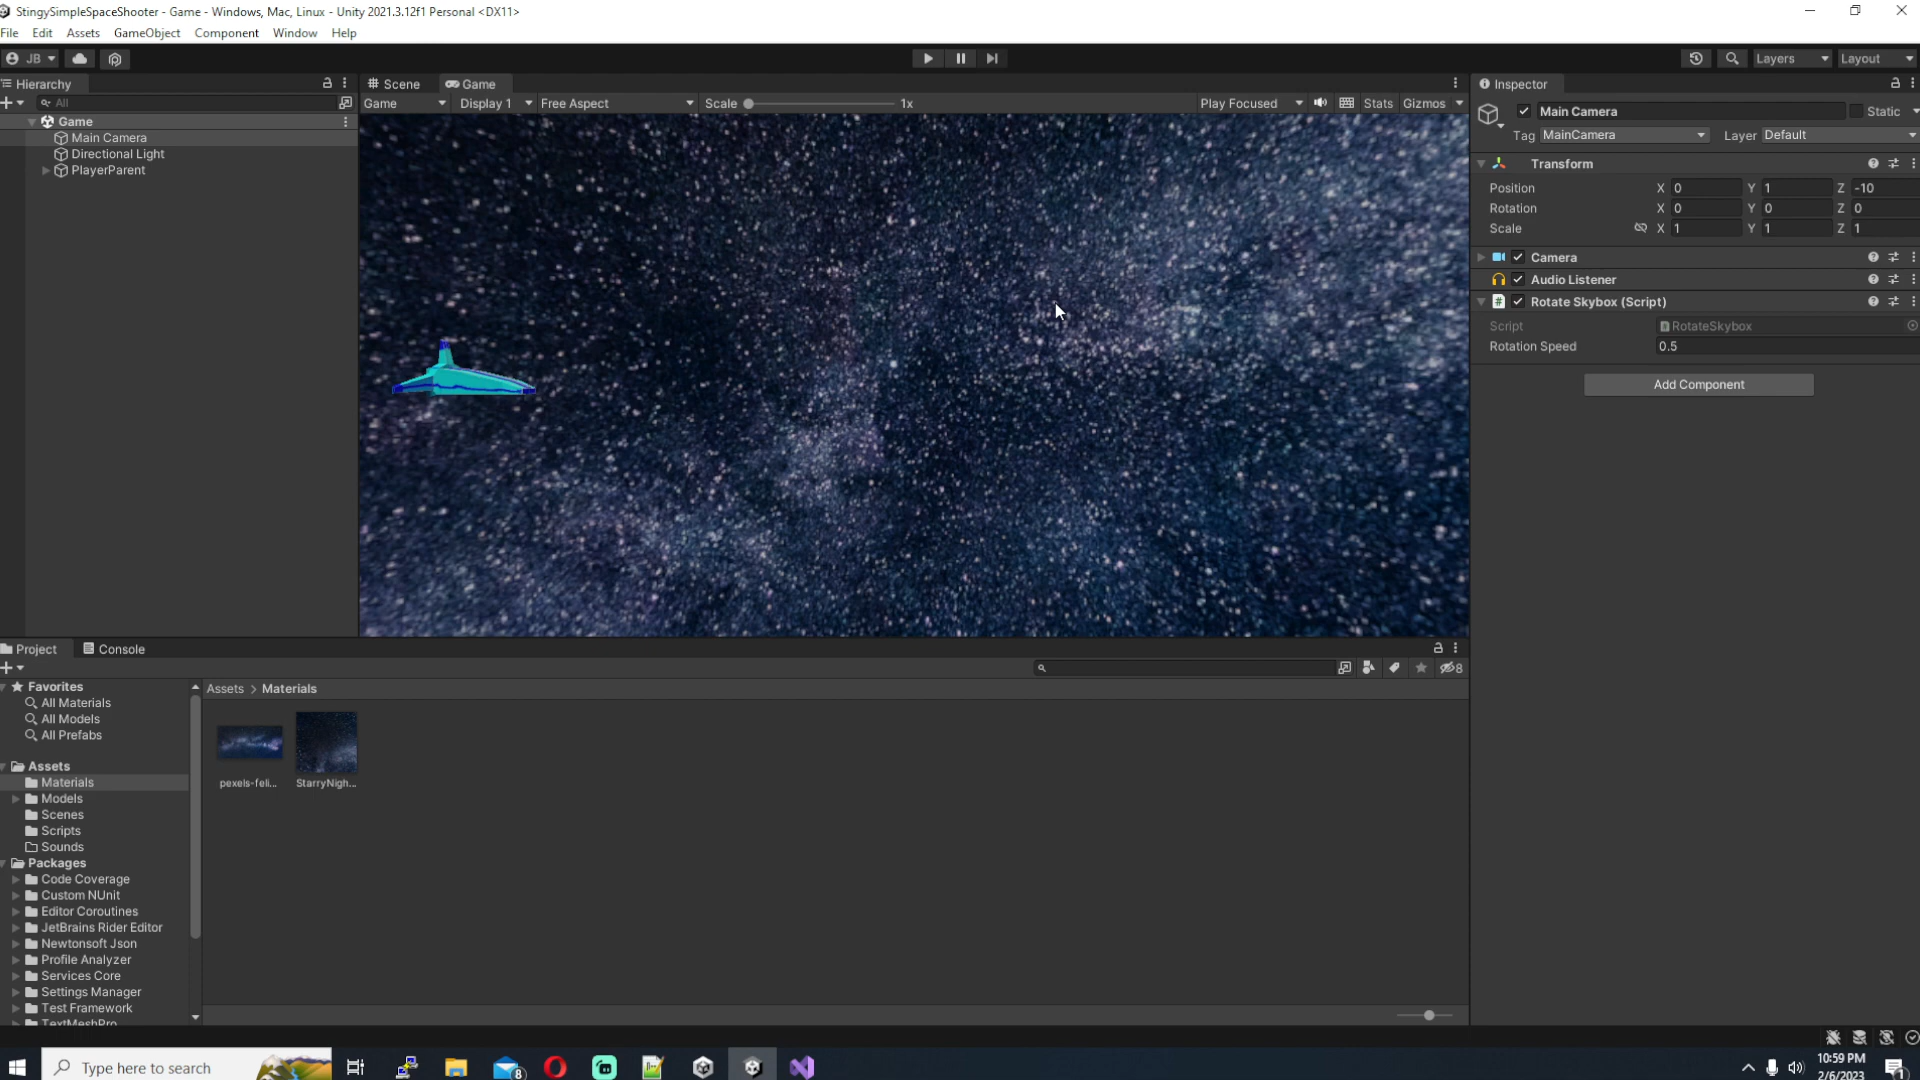 StingySimpleSpaceShooter - Game - Windows, Mac, Linux - Unity 2021.3.12f1 Personal <DX11>
File Edit Assets GameObject Component Window Help
JB Layers Layout
Hierarchy Scene Game Inspector
All Game Display 1 Free Aspect Scale 1x Play Focused Stats Gizmos
Game
Main Camera Static
Main Camera
Tag MainCamera Layer Default
Directional Light
PlayerParent
Transform
Position X 0 Y 1 Z -10
Rotation X 0 Y 0 Z 0
Scale X 1 Y 1 Z 1
Camera
Audio Listener
Rotate Skybox (Script)
Script RotateSkybox
Rotation Speed 0.5
Add Component
Project Console
8
Favorites
Assets > Materials
All Materials
All Models
All Prefabs
Assets
Materials
pexels-feli... StarryNigh...
Models
Scenes
Scripts
Sounds
Packages
Code Coverage
Custom NUnit
Editor Coroutines
JetBrains Rider Editor
Newtonsoft Json
Profile Analyzer
Services Core
Settings Manager
Test Framework
TextMeshPro
Type here to search
8
10:59 PM
2/6/2023
1